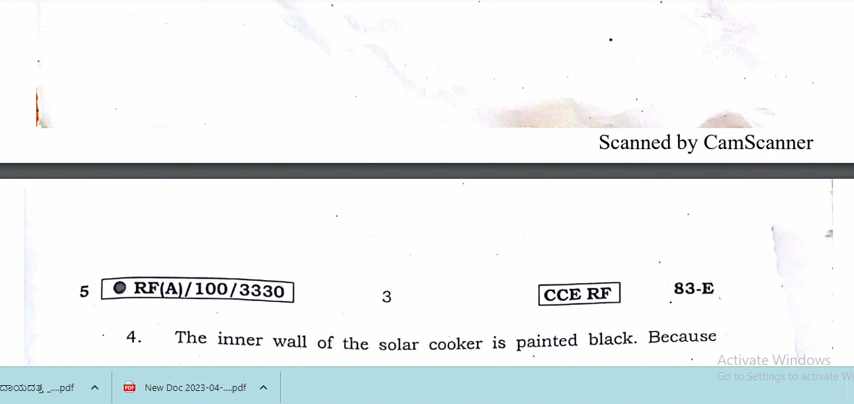 Scanned by CamScanner
5 RF(A)/100/3330 3 CCE RF 83-E
4. The inner wall of the solar cooker is painted black. Because
Activate Windows
Go to Settings to activate Wi
ದಾಯದತ್ತ _....pdf New Doc 2023-04-....pdf